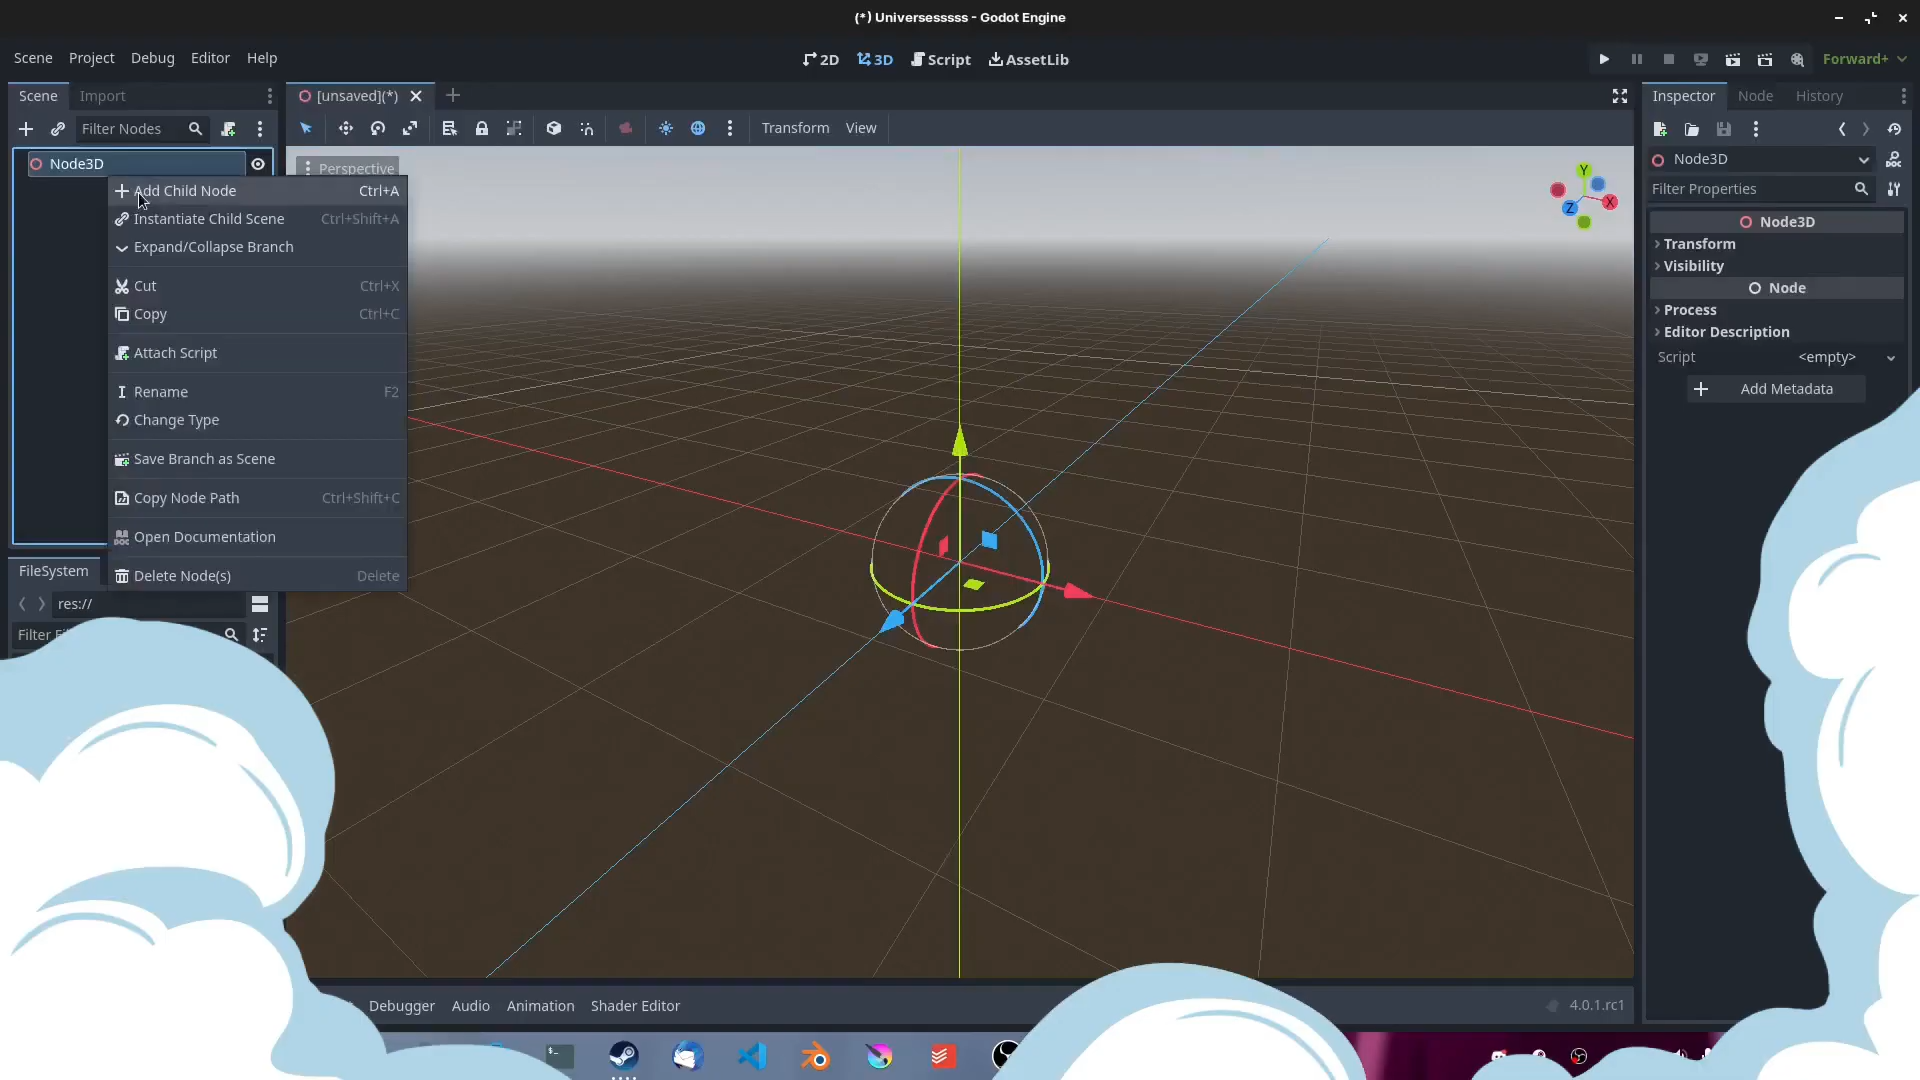 (*) Universesssss - Godot Engine
Scene Project Debug Editor Help
2D 3D Script AssetLib
Forward+
Scene Import
[unsaved](*)
Inspector Node History
Filter Nodes
Transform View
Node3D
Perspective
Add Child Node Ctrl+A
Instantiate Child Scene Ctrl+Shift+A
Expand/Collapse Branch
Cut Ctrl+X
Copy Ctrl+C
Attach Script
Rename F2
Change Type
Save Branch as Scene
Copy Node Path Ctrl+Shift+C
Open Documentation
Delete Node(s) Delete
FileSystem
res://
Filter
Y
X
Z
Node3D
Filter Properties
Node3D
Transform
Visibility
Node
Process
Editor Description
Script <empty>
Add Metadata
Debugger Audio Animation Shader Editor
4.0.1.rc1